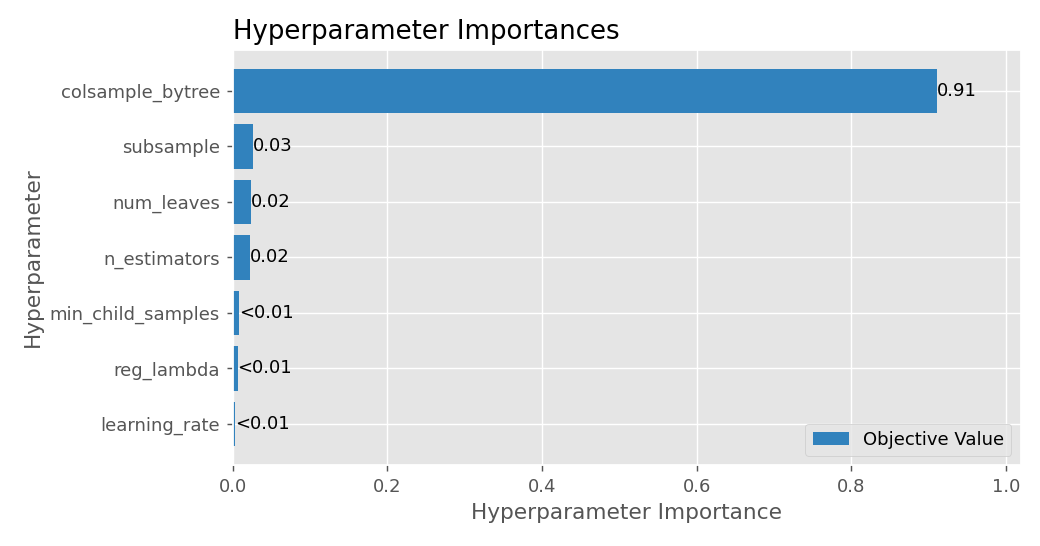 Hyperparameter Importances
Hyperparameter
colsample_bytree 0.91
subsample 0.03
num_leaves 0.02
n_estimators 0.02
min_child_samples <0.01
reg_lambda <0.01
learning_rate <0.01
Objective Value
0.0 0.2 0.4 0.6 0.8 1.0
Hyperparameter Importance